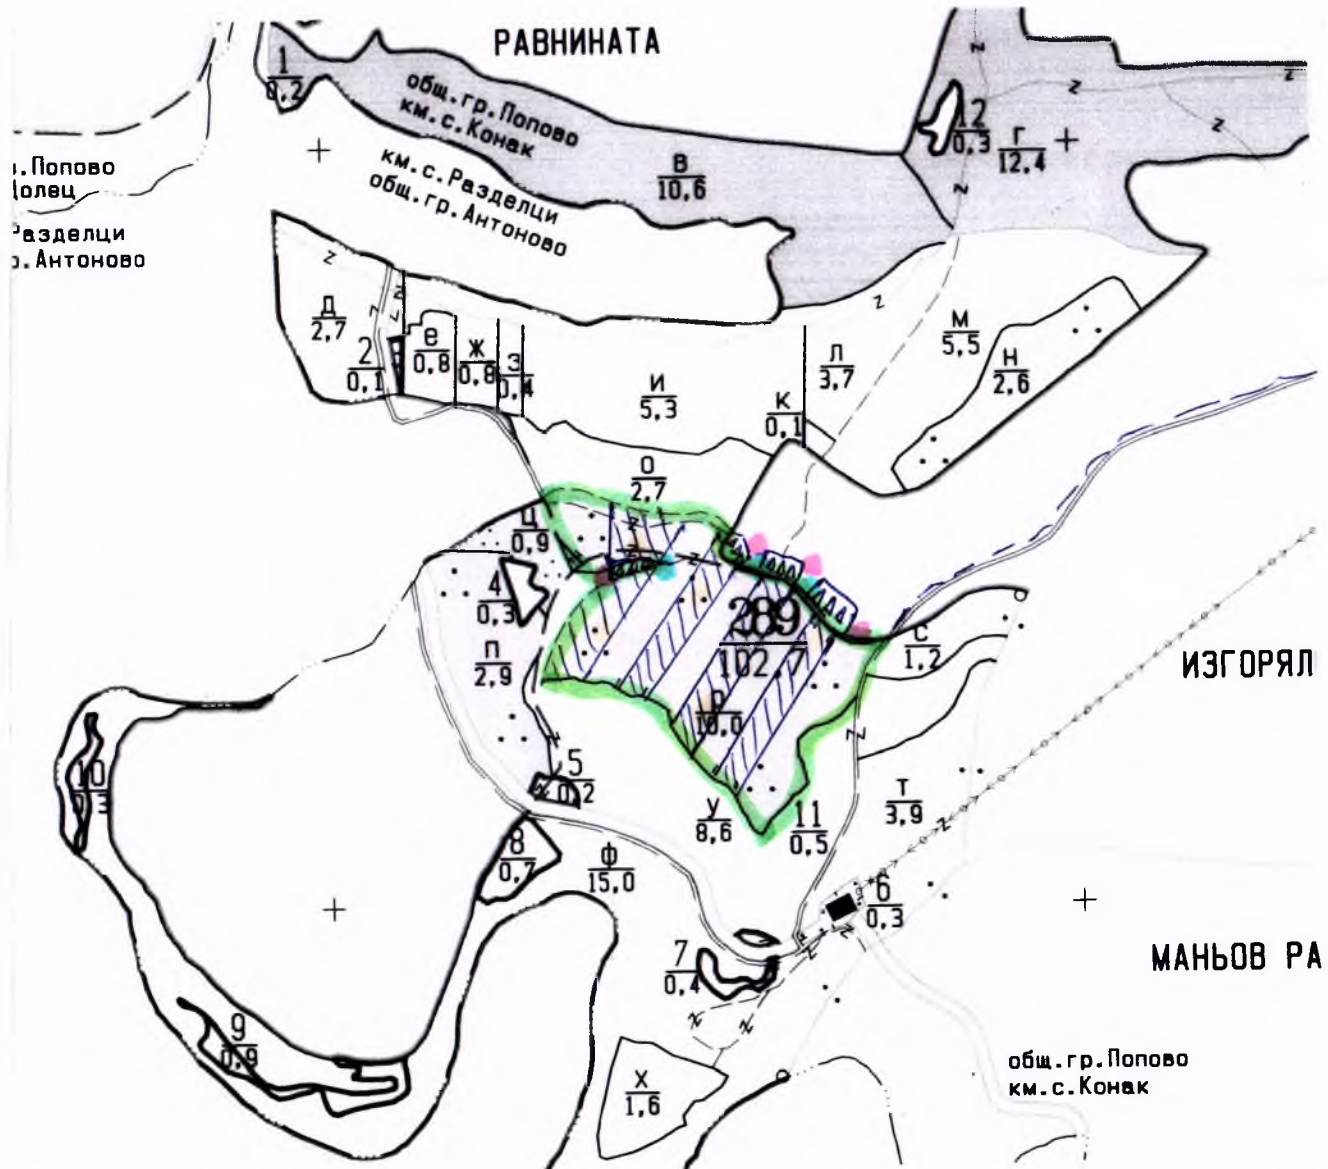 РАВНИНАТА
1
0,2
общ.гр.Попово
км.с.Конак
км.с.Разделци
общ.гр.Антоново
.Попово
Долец
Разделци
.Антоново
В
10,6
12
0,3
Г
12,4
Д
2,7
2
0,1
Е
0,8
Ж
0,8
З
0,4
И
5,3
К
0,1
Л
3,7
М
5,5
Н
2,6
О
2,7
Ц
0,9
4
0,3
П
2,9
289
102,7
Р
10,0
С
1,2
ИЗГОРЯЛ
10
0,3
5
0,2
У
8,6
11
0,5
Т
3,9
8
0,7
Ф
15,0
6
0,3
7
0,4
МАНЬОВ РА
9
0,9
Х
1,6
общ.гр.Попово
км.с.Конак